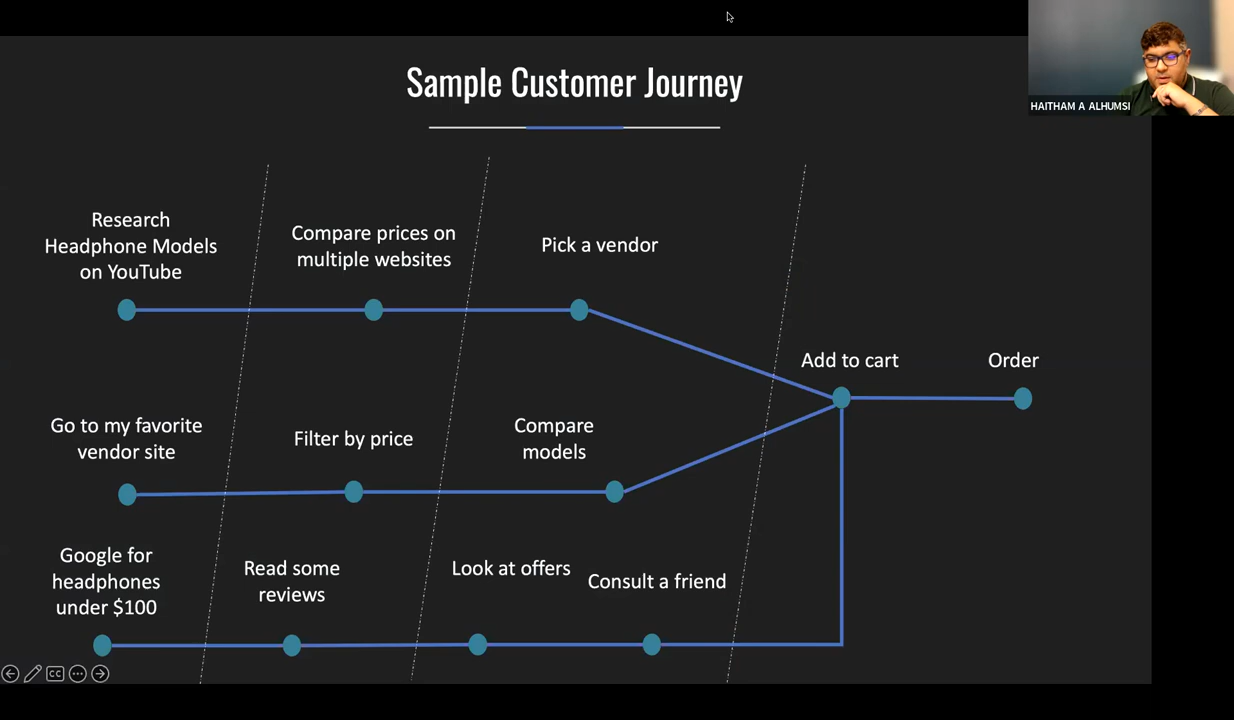 HAITHAM A ALHUMSI
Sample Customer Journey
Research
Headphone Models
on YouTube
Compare prices on
multiple websites
Pick a vendor
Add to cart
Order
Go to my favorite
vendor site
Filter by price
Compare
models
Google for
headphones
under $100
Read some
reviews
Look at offers
Consult a friend
CC